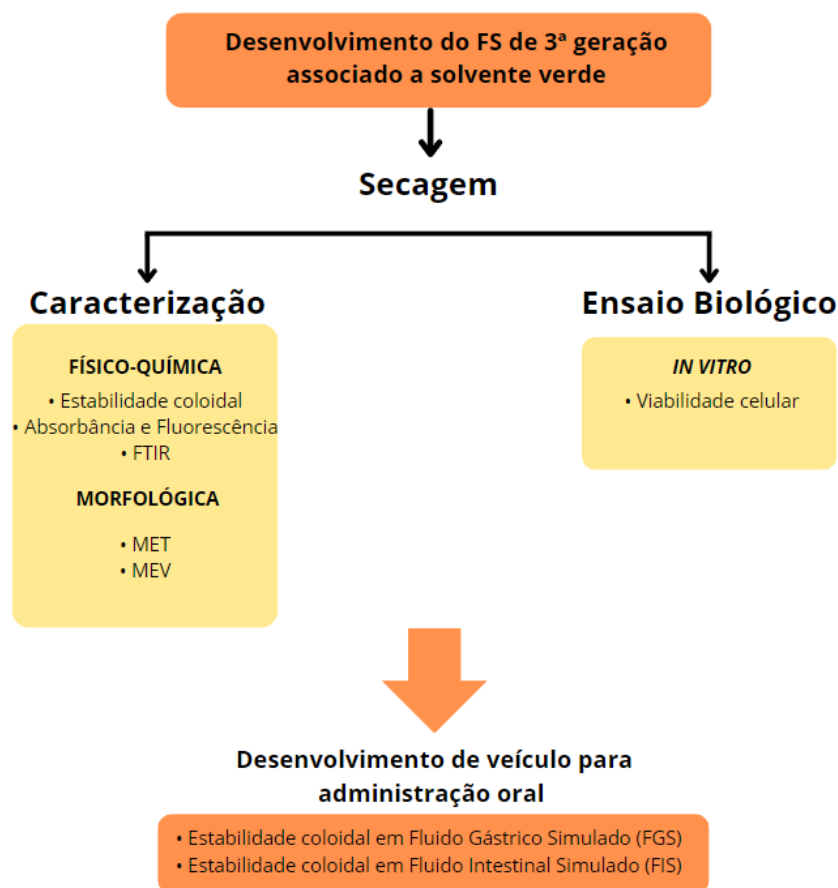 Desenvolvimento do FS de 3ª geração
associado a solvente verde
Secagem
Caracterização
FÍSICO-QUÍMICA
• Estabilidade coloidal
• Absorbância e Fluorescência
• FTIR
MORFOLÓGICA
• MET
• MEV
Ensaio Biológico
IN VITRO
• Viabilidade celular
Desenvolvimento de veículo para
administração oral
• Estabilidade coloidal em Fluido Gástrico Simulado (FGS)
• Estabilidade coloidal em Fluido Intestinal Simulado (FIS)